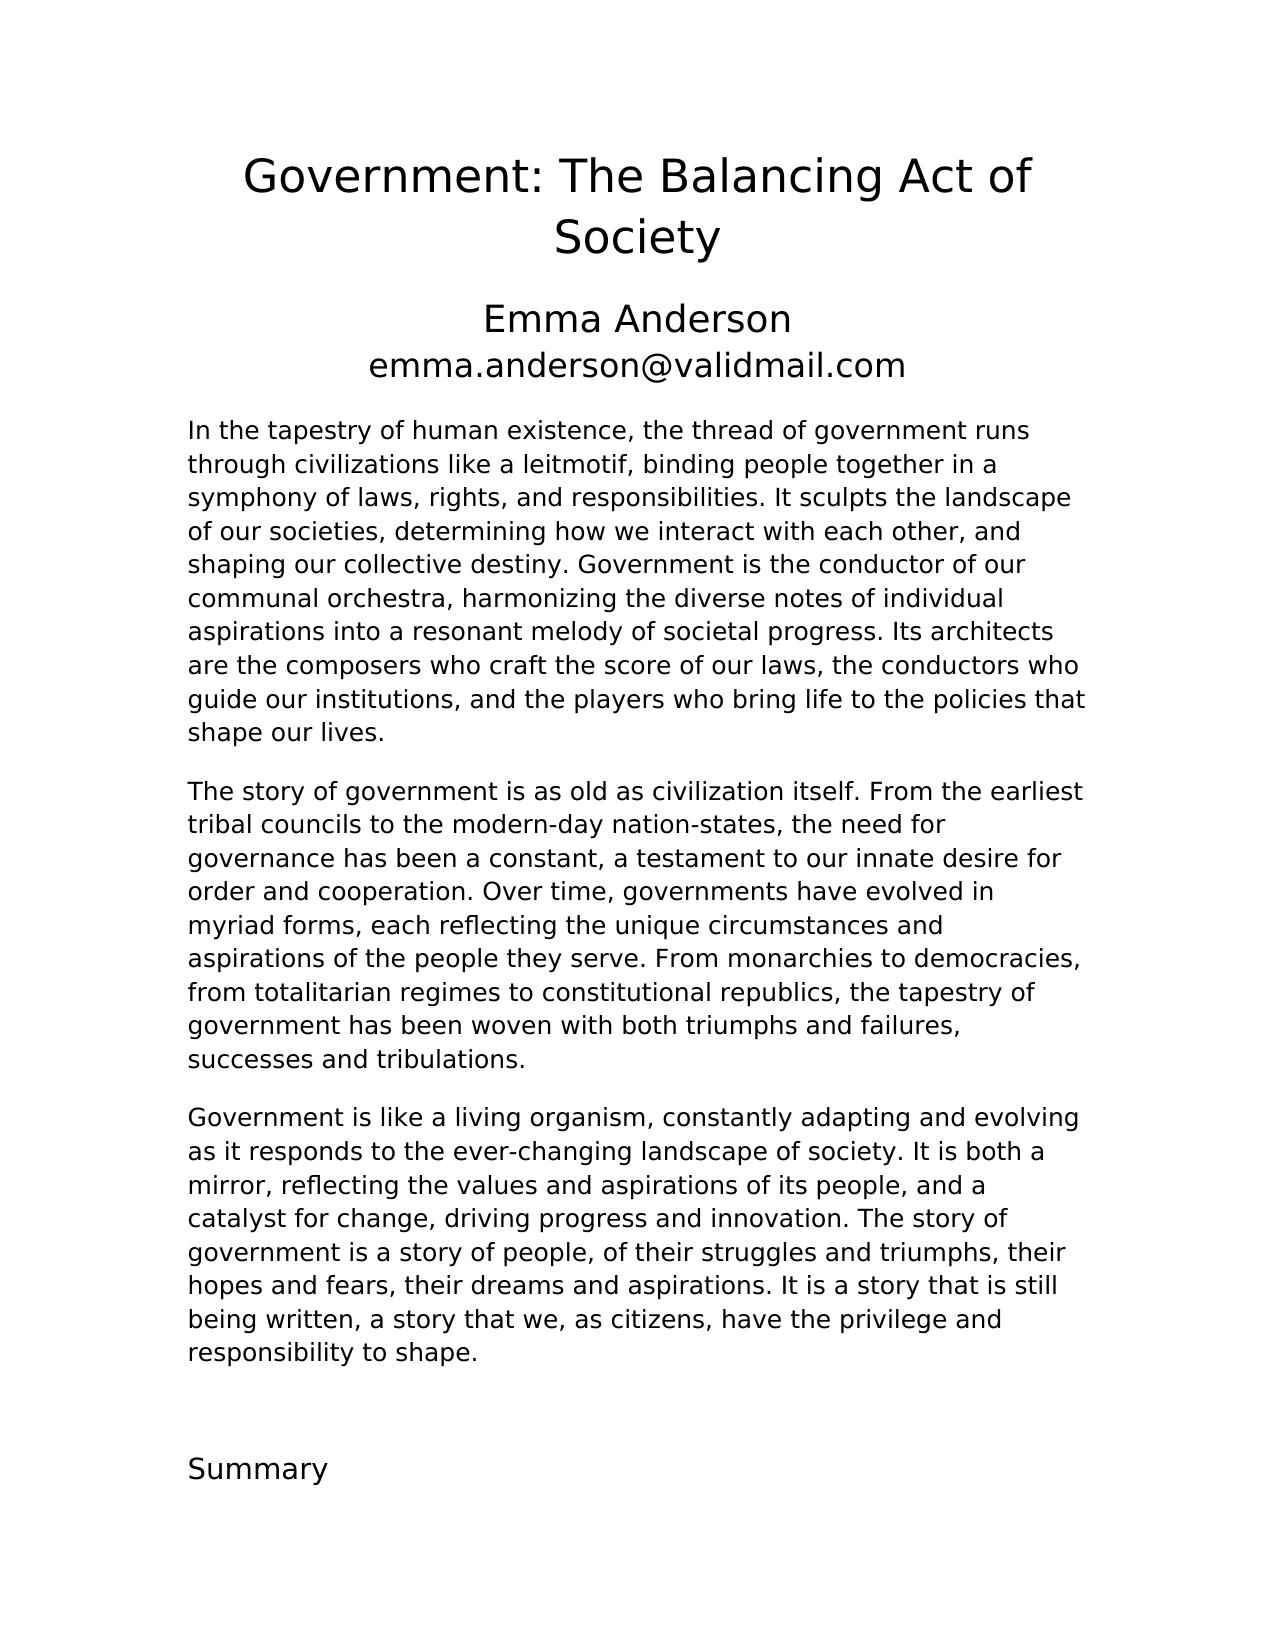 Government: The Balancing Act of
Society
Emma Anderson
emma.anderson@validmail.com
In the tapestry of human existence, the thread of government runs
through civilizations like a leitmotif, binding people together in a
symphony of laws, rights, and responsibilities. It sculpts the landscape
of our societies, determining how we interact with each other, and
shaping our collective destiny. Government is the conductor of our
communal orchestra, harmonizing the diverse notes of individual
aspirations into a resonant melody of societal progress. Its architects
are the composers who craft the score of our laws, the conductors who
guide our institutions, and the players who bring life to the policies that
shape our lives.
The story of government is as old as civilization itself. From the earliest
tribal councils to the modern-day nation-states, the need for
governance has been a constant, a testament to our innate desire for
order and cooperation. Over time, governments have evolved in
myriad forms, each reflecting the unique circumstances and
aspirations of the people they serve. From monarchies to democracies,
from totalitarian regimes to constitutional republics, the tapestry of
government has been woven with both triumphs and failures,
successes and tribulations.
Government is like a living organism, constantly adapting and evolving
as it responds to the ever-changing landscape of society. It is both a
mirror, reflecting the values and aspirations of its people, and a
catalyst for change, driving progress and innovation. The story of
government is a story of people, of their struggles and triumphs, their
hopes and fears, their dreams and aspirations. It is a story that is still
being written, a story that we, as citizens, have the privilege and
responsibility to shape.
Summary